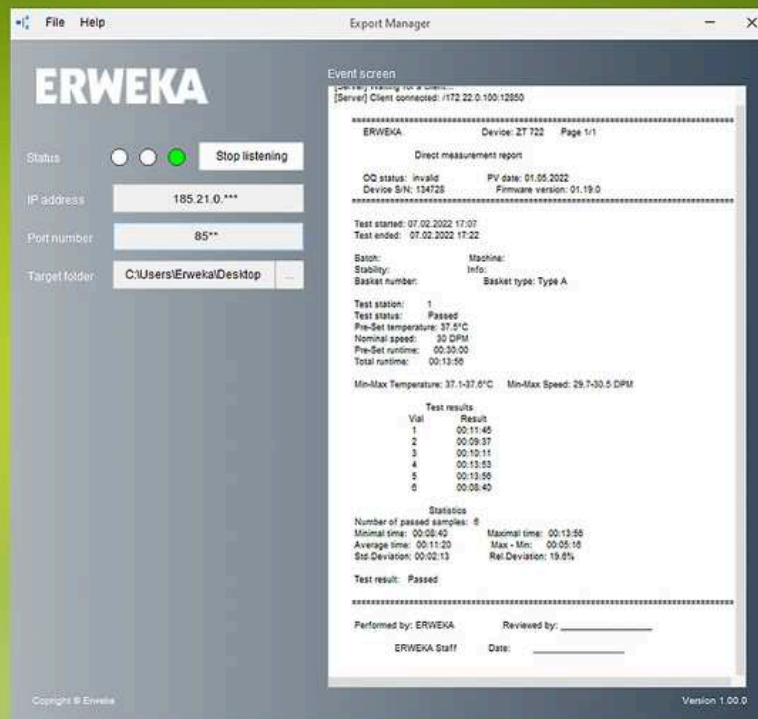 File Help Export Manager
ERWEKA
Status Stop listening
IP address 185.21.0.***
Port number 85**
Target folder C:\Users\Erweka\Desktop ...
Event screen
[Server] Waiting for a client...
[Server] Client connected: /172.22.0.100:12850
==========
ERWEKA Device: ZT 722 Page 1/1
Direct measurement report
OQ status: invalid PV date: 01.05.2022
Device S/N: 134728 Firmware version: 01.19.0
==========
Test started: 07.02.2022 17:07
Test ended: 07.02.2022 17:22
Batch: Machine:
Stability: Info:
Basket number: Basket type: Type A
Test station: 1
Test status: Passed
Pre-Set temperature: 37.5°C
Nominal speed: 30 DPM
Pre-Set runtime: 00:30:00
Total runtime: 00:13:56
Min-Max Temperature: 37.1-37.6°C Min-Max Speed: 29.7-30.5 DPM
Test results
Vial Result
1 00:11:45
2 00:09:37
3 00:10:11
4 00:13:53
5 00:13:56
6 00:08:40
Statistics
Number of passed samples: 6
Minimal time: 00:08:40 Maximal time: 00:13:56
Average time: 00:11:20 Max - Min: 00:05:16
Std.Deviation: 00:02:13 Rel.Deviation: 19.6%
Test result: Passed
==========
Performed by: ERWEKA Reviewed by: ____________
ERWEKA Staff Date: ____________
Copyright © Erweka Version 1.00.0